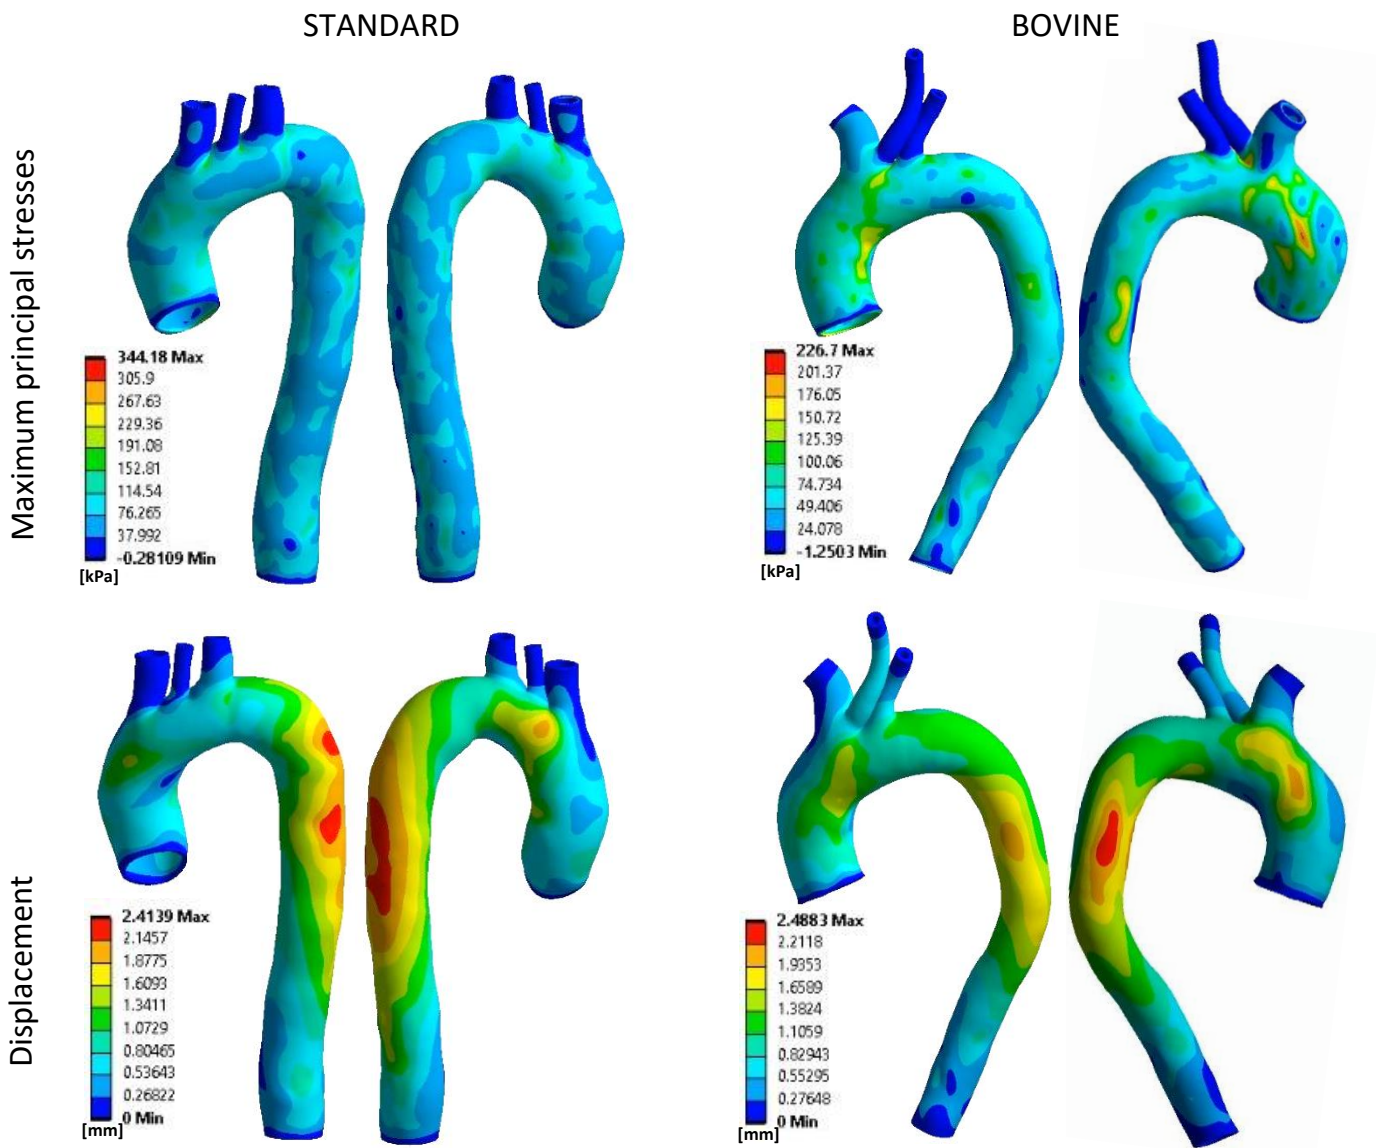 STANDARD
BOVINE
Maximum principal stresses
344.18 Max
305.9
267.63
229.36
191.08
152.81
114.54
76.265
37.992
-0.28109 Min
[kPa]
226.7 Max
201.37
176.05
150.72
125.39
100.06
74.734
49.406
24.078
-1.2503 Min
[kPa]
Displacement
2.4139 Max
2.1457
1.8775
1.6093
1.3411
1.0729
0.80465
0.53643
0.26822
0 Min
[mm]
2.4883 Max
2.2118
1.9353
1.6589
1.3824
1.1059
0.82943
0.55295
0.27648
0 Min
[mm]